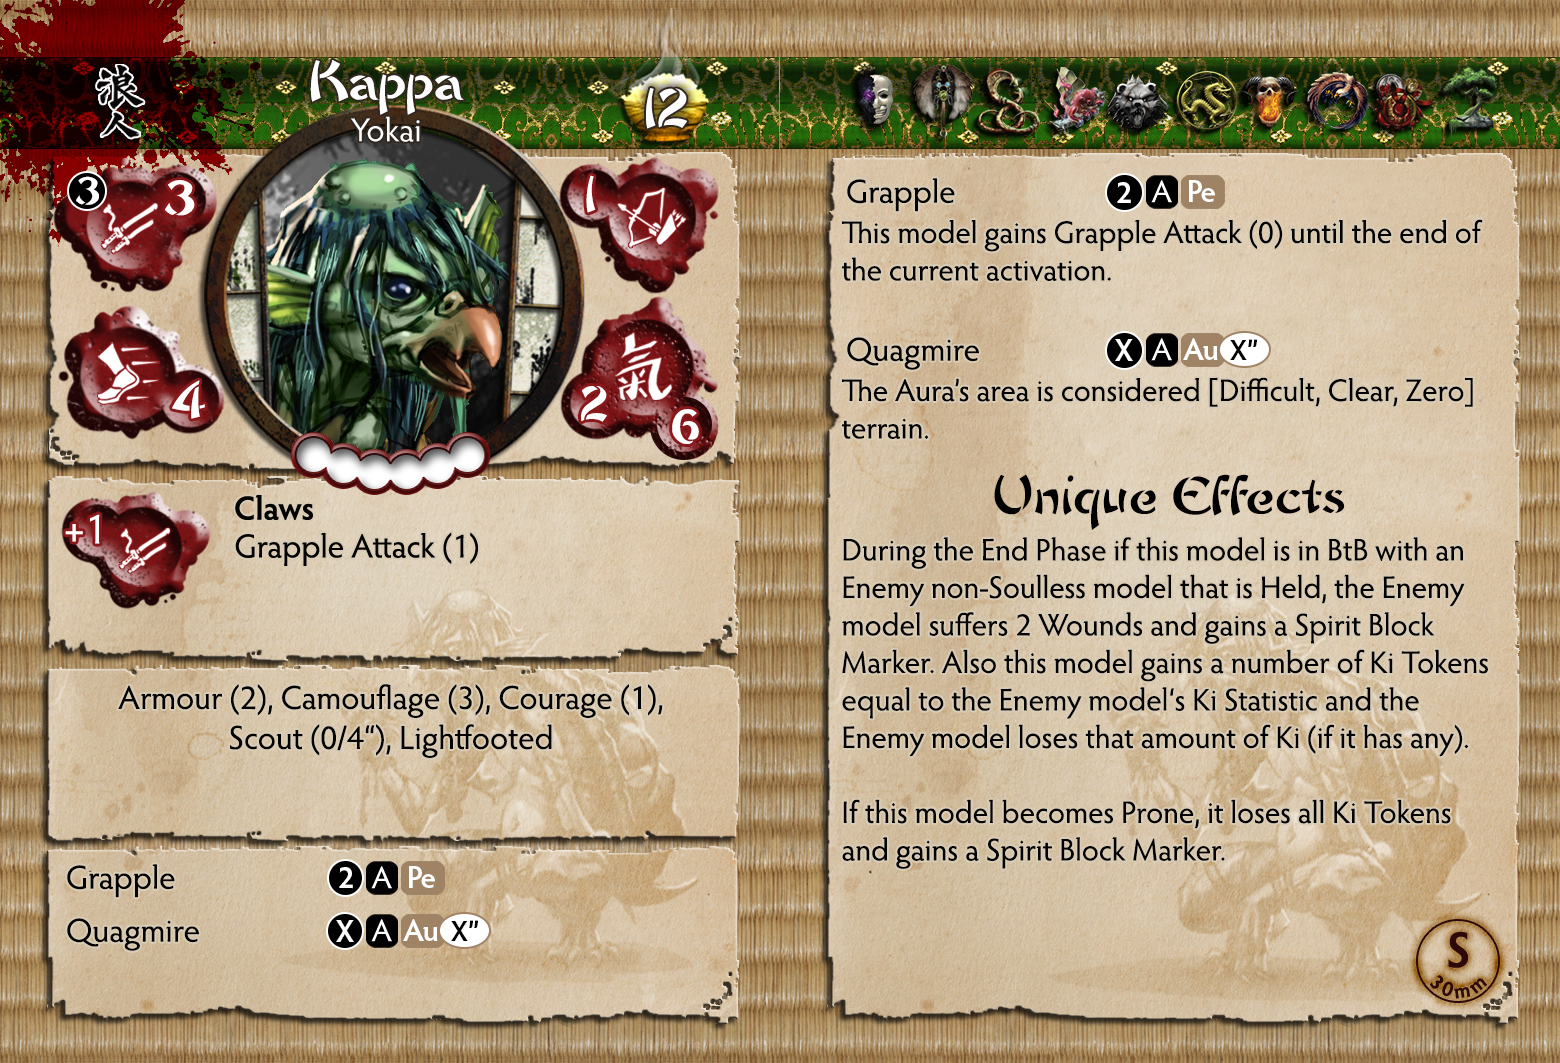 浪人
Kappa
Yokai
12
3
3
1
4
氣
2
6
+1
Claws
Grapple Attack (1)
Armour (2), Camouflage (3), Courage (1),
Scout (0/4“), Lightfooted
Grapple 2 A Pe
Quagmire X A Au X”
Grapple 2 A Pe
This model gains Grapple Attack (0) until the end of
the current activation.
Quagmire X A Au X”
The Aura’s area is considered [Difficult, Clear, Zero]
terrain.
Unique Effects
During the End Phase if this model is in BtB with an
Enemy non-Soulless model that is Held, the Enemy
model suffers 2 Wounds and gains a Spirit Block
Marker. Also this model gains a number of Ki Tokens
equal to the Enemy model‘s Ki Statistic and the
Enemy model loses that amount of Ki (if it has any).
If this model becomes Prone, it loses all Ki Tokens
and gains a Spirit Block Marker.
S
30mm